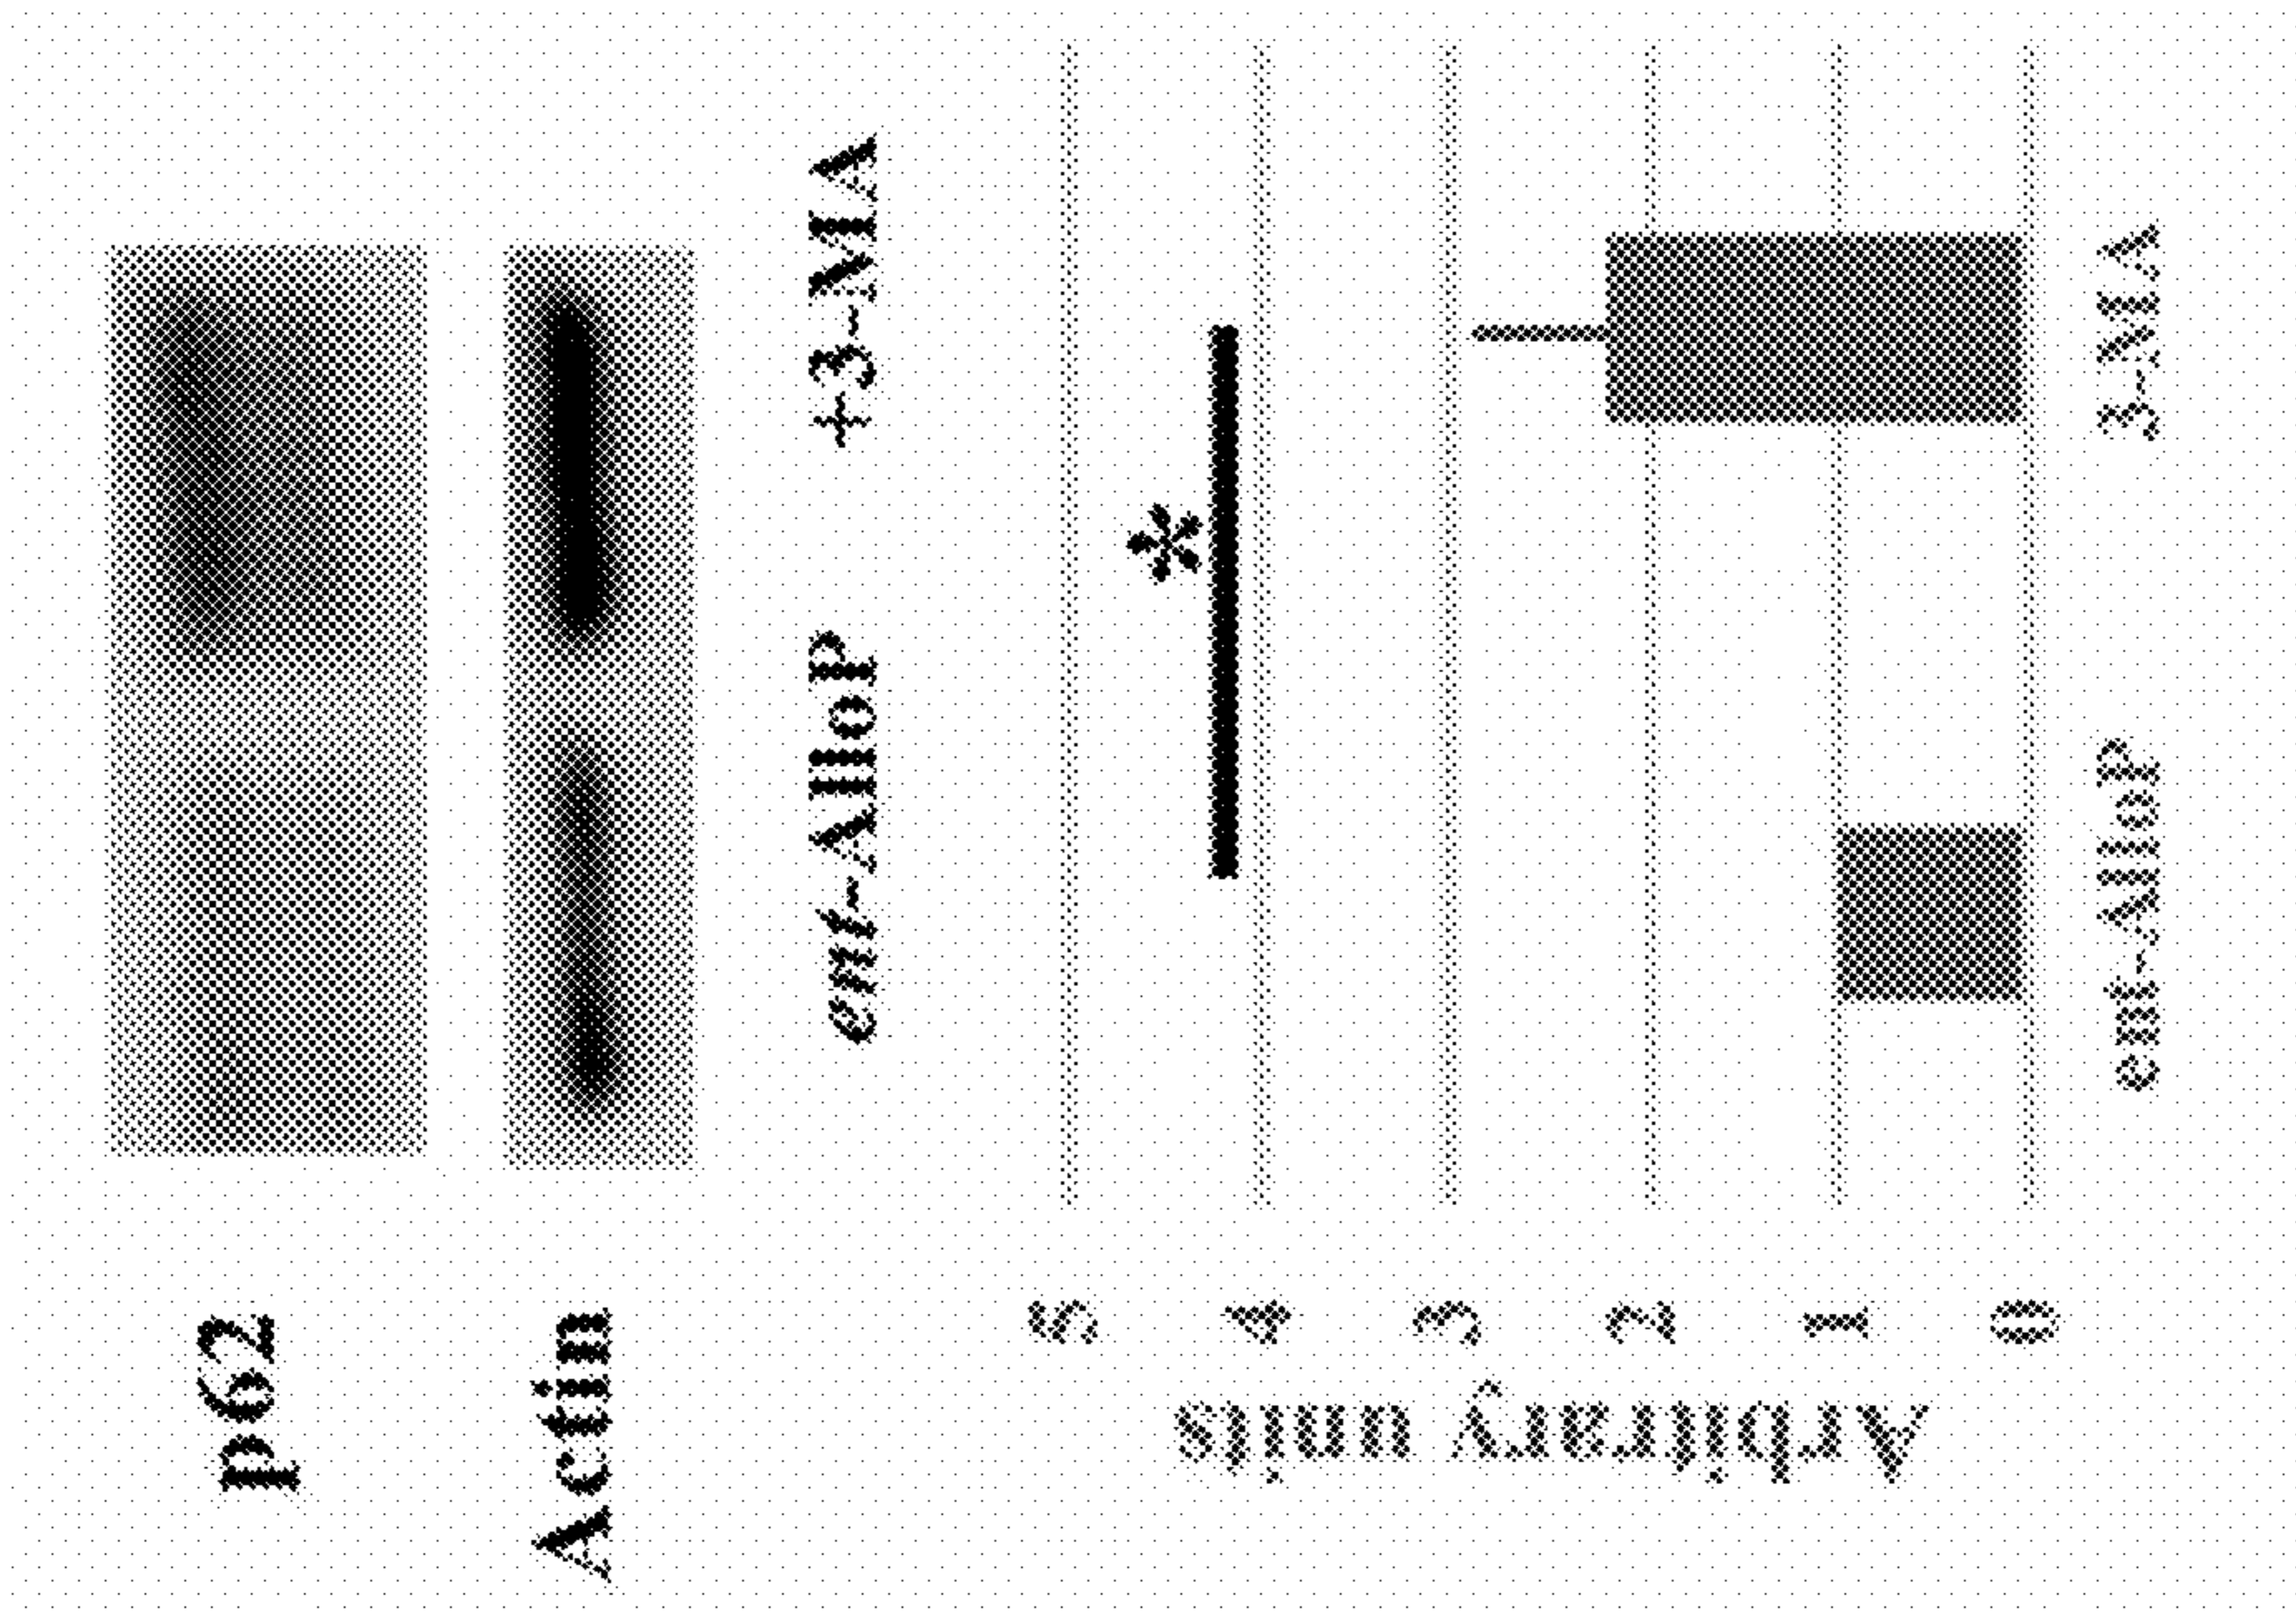 p62
Actin
ent-AlloP +3-MA
Arbitrary units
5
*
4
3
2
1
0
ent-AlloP 3-MA